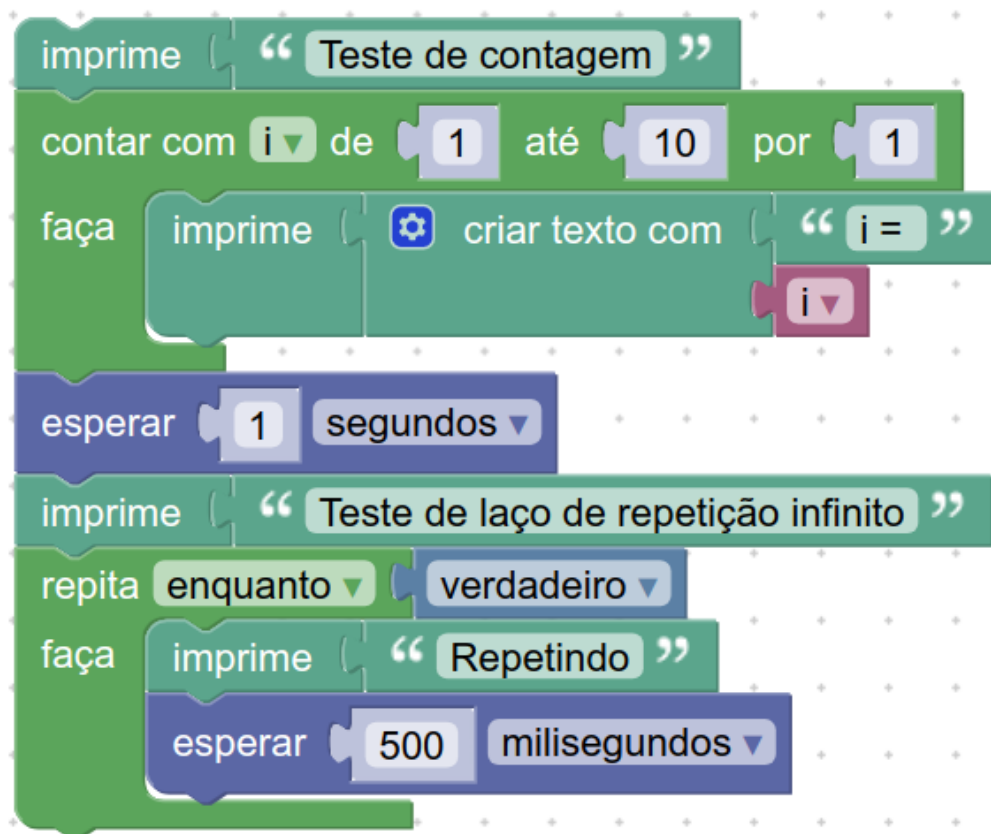 imprime “ Teste de contagem ”
contar com i de 1 até 10 por 1
faça imprime criar texto com “ i = ”
i
esperar 1 segundos
imprime “ Teste de laço de repetição infinito ”
repita enquanto verdadeiro
faça imprime “ Repetindo ”
esperar 500 milisegundos